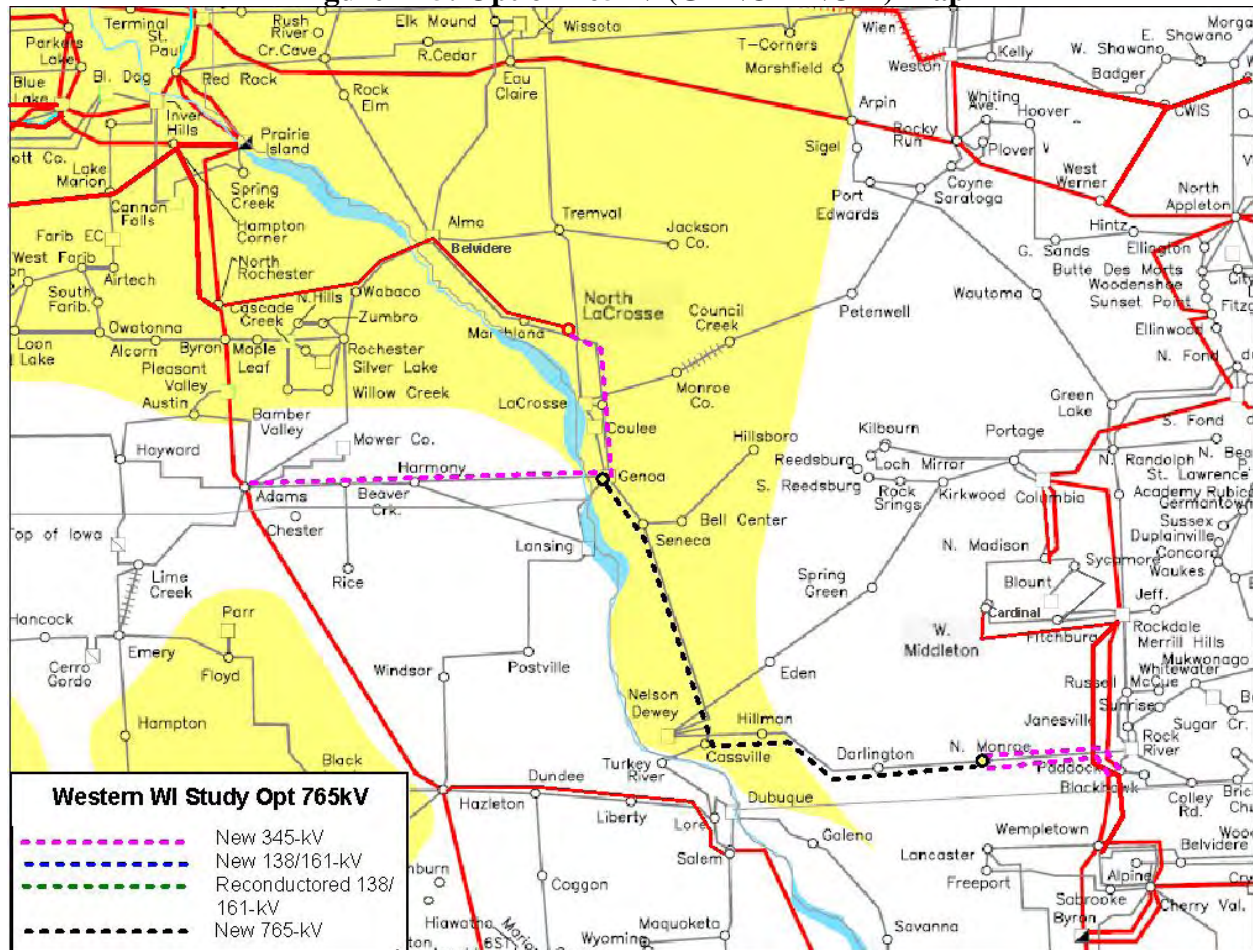 Terminal
St.
Paul
Rush
River
Elk Mound
Wissota
Wien
Parkers
Lake
Cr.Cave
R.Cedar
T-Corners
Weston
Kelly
W. Shawano
E. Shawano
Bl. Dog
Red Rock
Eau
Claire
Marshfield
Badger
Blue
Lake
Rock
Elm
Arpin
Whiting
Ave.
Hoover
CWIS
Inver
Hills
Prairie
Island
Sigel
Rocky
Run
Plover
Lake
Marion
Spring
Creek
Port
Edwards
Coyne
Saratoga
West
Werner
North
Appleton
Cannon
Falls
Hampton
Corner
Alma
Belvidere
Tremval
Jackson
Co.
Hintz
G. Sands
Ellington
Farib EC
West Farib
Airtech
North
Rochester
Butte Des Morts
Woodenshoe
Sunset Point
South
Farib.
Cascade
Creek
N.Hills
Wabaco
Zumbro
North
LaCrosse
Council
Creek
Petenwell
Wautoma
Ellinwood
Owatonna
Alcorn
Byron
Maple
Leaf
Rochester
Silver Lake
Marshland
N. Fond
Loon
Lake
Pleasant
Valley
Willow Creek
Austin
LaCrosse
Monroe
Co.
Green
Lake
Bamber
Valley
Coulee
S. Fond
Hayward
Mower Co.
Hillsboro
Kilbourn
Portage
Reedsburg
Loch Mirror
N. Randolph
Harmony
Genoa
S. Reedsburg
Rock
Srings
Kirkwood
Columbia
St. Lawrence
Academy
Adams
Beaver
Crk.
Germantown
Chester
Bell Center
Sussex
Top of Iowa
Lansing
Seneca
N. Madison
Duplainville
Sycamore
Concord
Lime
Creek
Rice
Spring
Green
Blount
Waukes
Jeff.
Hancock
Parr
Cardinal
Fitchburg
Rockdale
Emery
W.
Middleton
Merrill Hills
Cerro
Gordo
Floyd
Windsor
Postville
Eden
Mukwonago
Whitewater
Russell
McCue
Nelson
Dewey
Hillman
Janesville
Sunrise
Sugar Cr.
Hampton
Darlington
N. Monroe
Rock
River
Black
Turkey
River
Cassville
Paddock
Blackhawk
Western WI Study Opt 765kV
Dundee
Dubuque
Colley
Rd.
Hazleton
Liberty
Lore
Galena
Wempletown
New 345-kV
Salem
Lancaster
Belvidere
New 138/161-kV
Freeport
Alpine
Reconductored 138/
161-kV
Coggon
Sabrooke
Cherry Val.
New 765-kV
Hiawatha
Maquoketa
Byron
Wyoming
Savanna